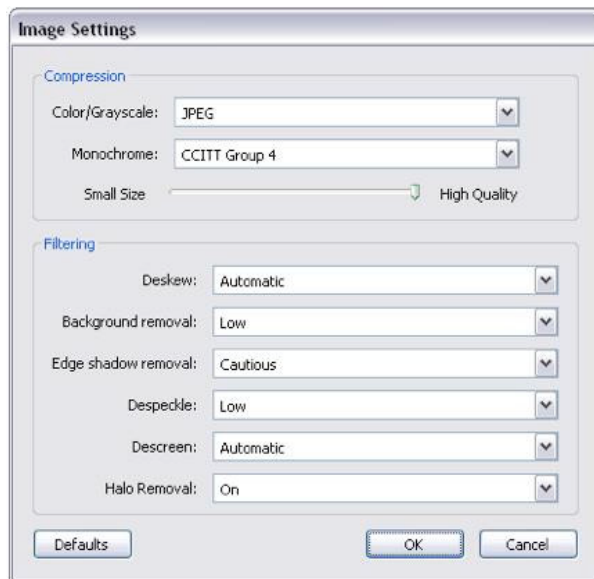 Image Settings
Compression
Color/Grayscale: JPEG
Monochrome: CCITT Group 4
Small Size High Quality
Filtering
Deskew: Automatic
Background removal: Low
Edge shadow removal: Cautious
Despeckle: Low
Descreen: Automatic
Halo Removal: On
Defaults OK Cancel